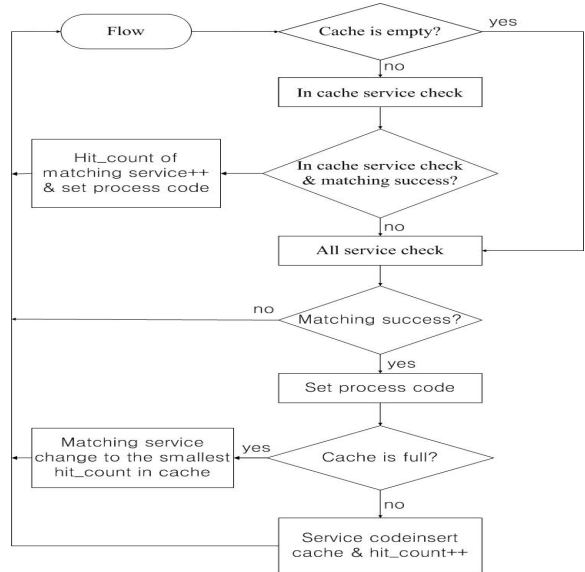 Flow
Cache is empty?
yes
no
In cache service check
Hit_count of
matching service++
& set process code
In cache service check
& matching success?
no
All service check
no
Matching success?
yes
Set process code
Matching service
change to the smallest
hit_count in cache
yes
Cache is full?
no
Service codeinsert
cache & hit_count++